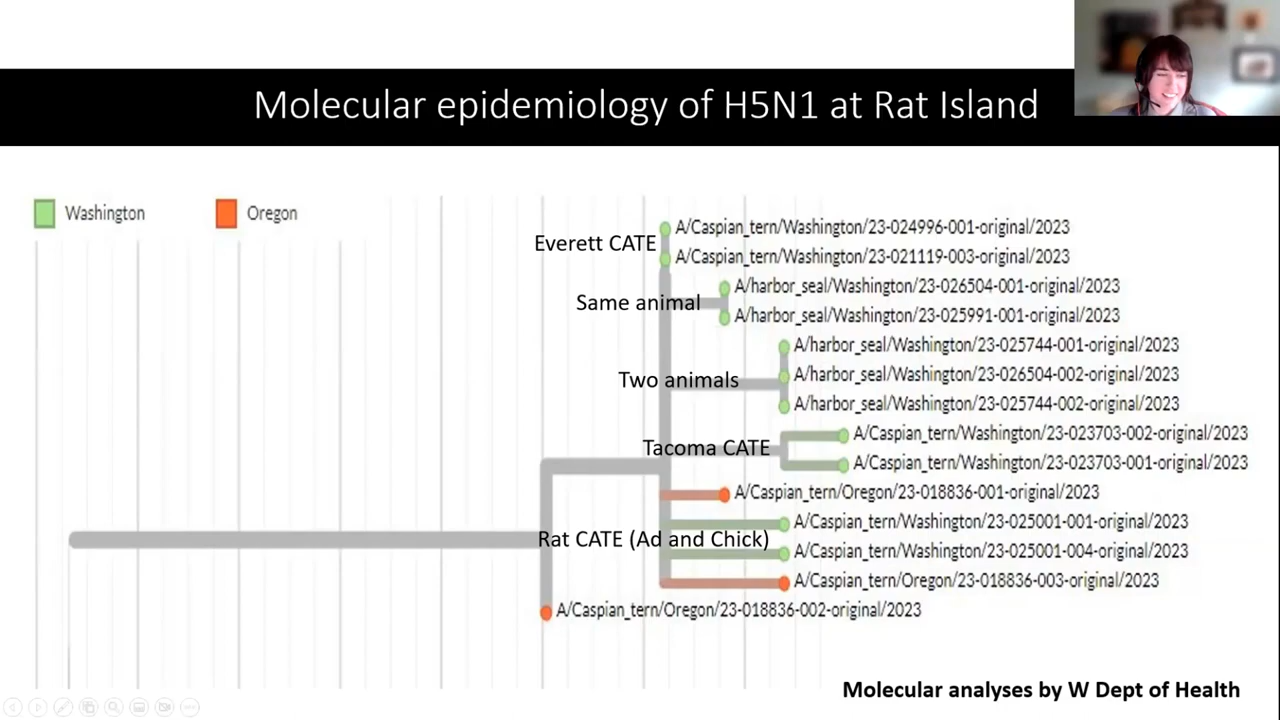 Molecular epidemiology of H5N1 at Rat Island
Washington
Oregon
Everett CATE
A/Caspian_tern/Washington/23-024996-001-original/2023
A/Caspian_tern/Washington/23-021119-003-original/2023
Same animal
A/harbor_seal/Washington/23-026504-001-original/2023
A/harbor_seal/Washington/23-025991-001-original/2023
Two animals
A/harbor_seal/Washington/23-025744-001-original/2023
A/harbor_seal/Washington/23-026504-002-original/2023
A/harbor_seal/Washington/23-025744-002-original/2023
Tacoma CATE
A/Caspian_tern/Washington/23-023703-002-original/2023
A/Caspian_tern/Washington/23-023703-001-original/2023
A/Caspian_tern/Oregon/23-018836-001-original/2023
Rat CATE (Ad and Chick)
A/Caspian_tern/Washington/23-025001-001-original/2023
A/Caspian_tern/Washington/23-025001-004-original/2023
A/Caspian_tern/Oregon/23-018836-003-original/2023
A/Caspian_tern/Oregon/23-018836-002-original/2023
Molecular analyses by W Dept of Health